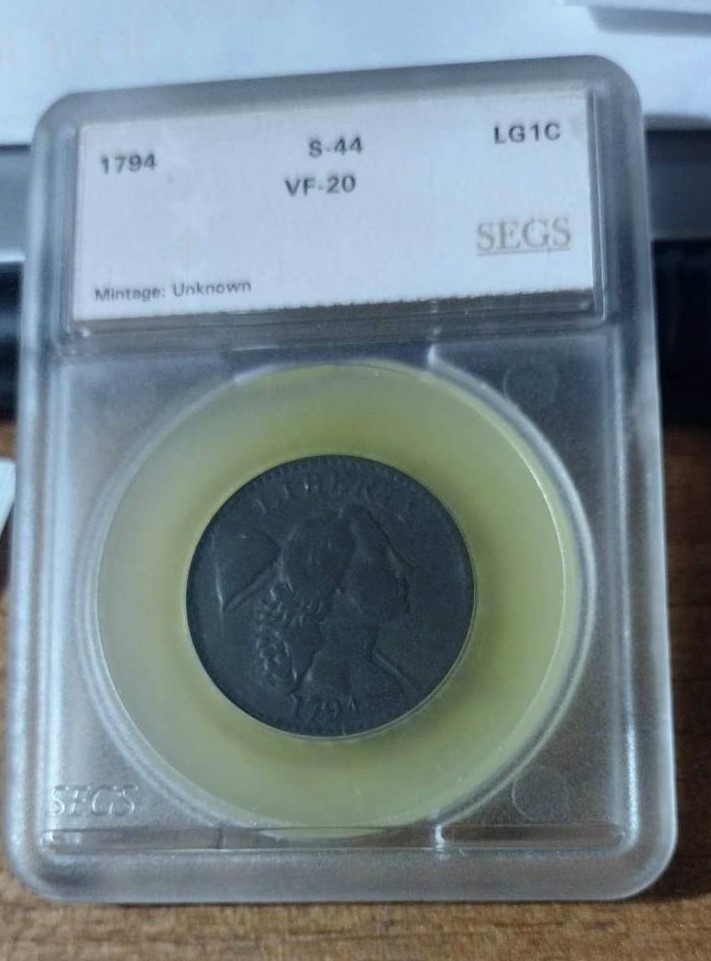 1794 S-44 LG1C
VF-20
SEGS
Mintage: Unknown
LIBERTY
1794
SEGS